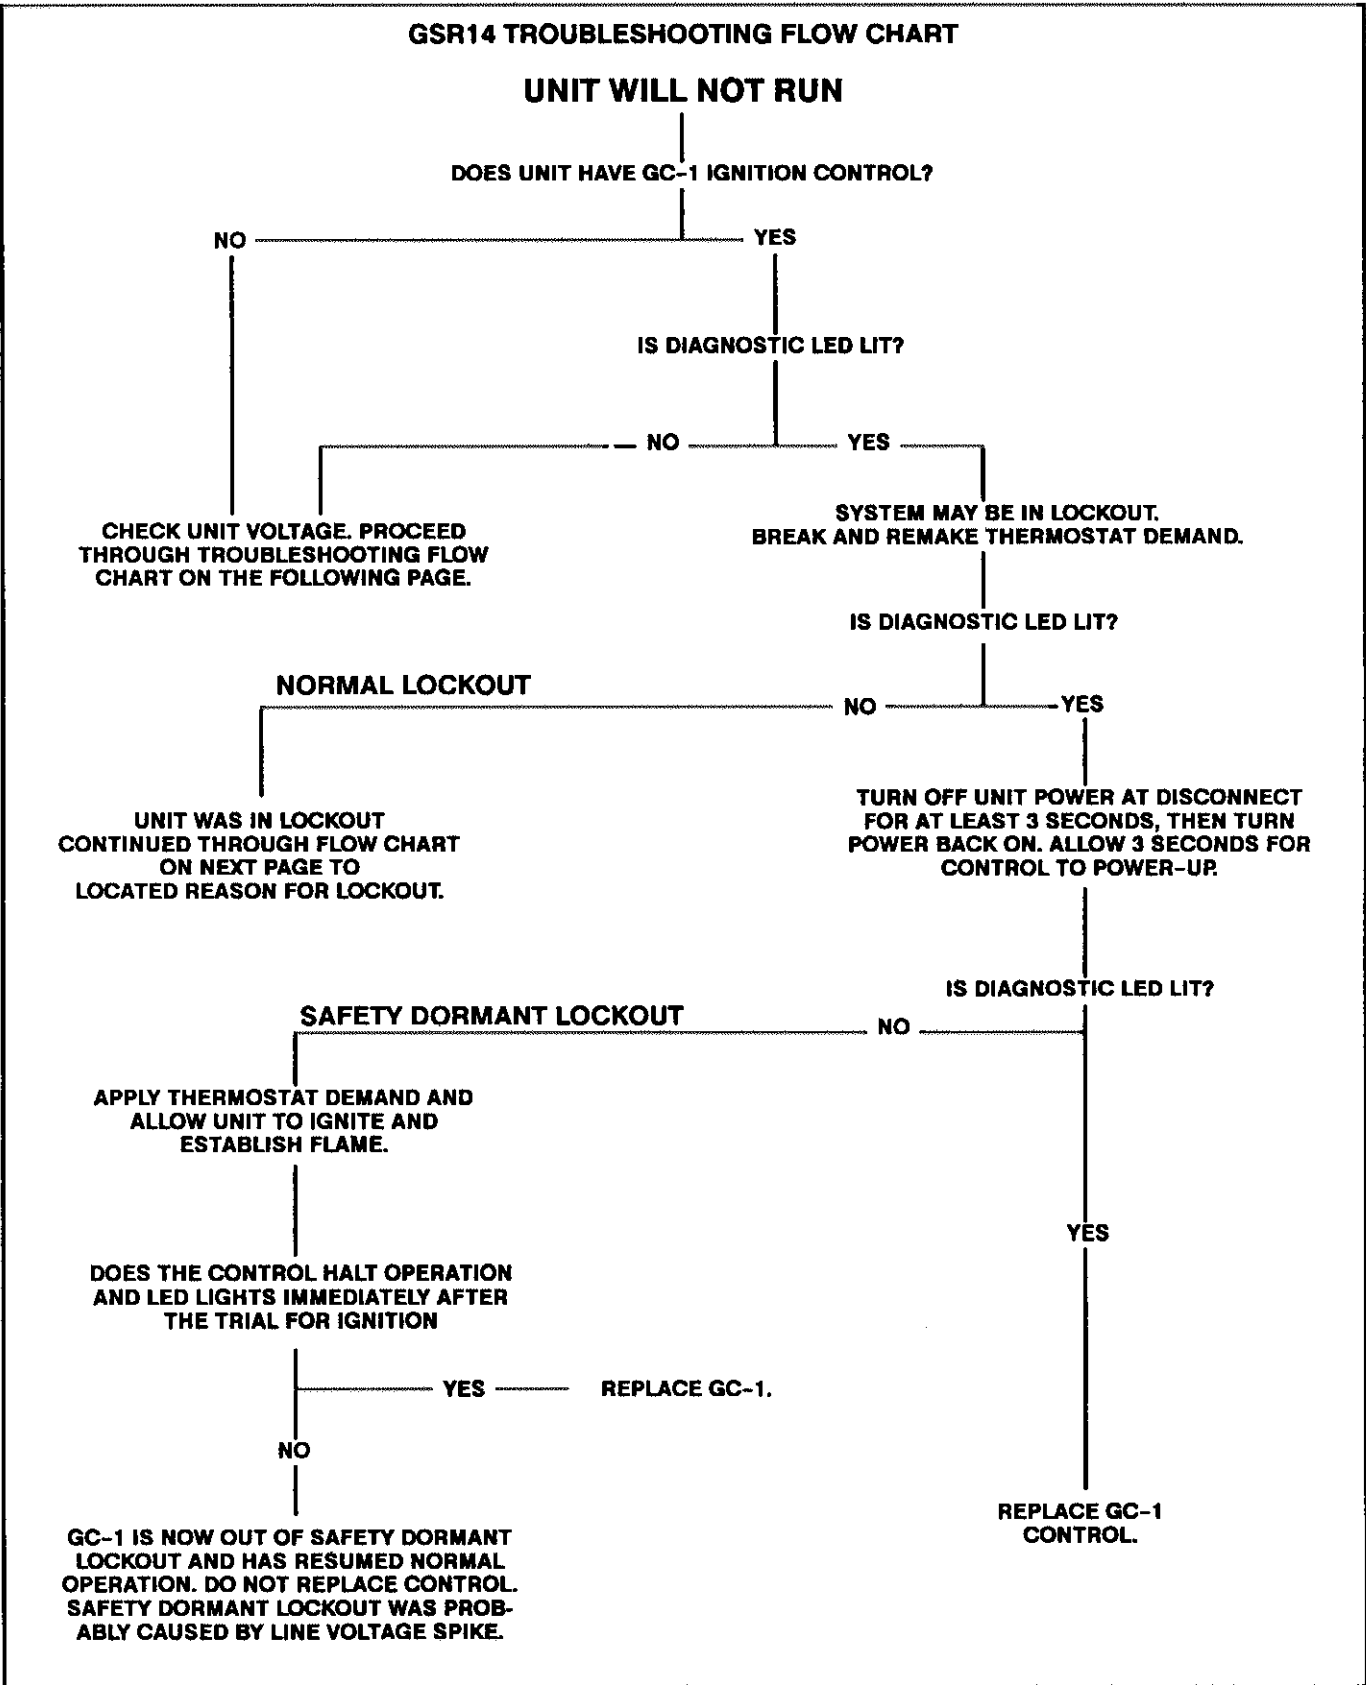 GSR14 TROUBLESHOOTING FLOW CHART
UNIT WILL NOT RUN
DOES UNIT HAVE GC-1 IGNITION CONTROL?
NO
YES
IS DIAGNOSTIC LED LIT?
NO
YES
CHECK UNIT VOLTAGE. PROCEED
THROUGH TROUBLESHOOTING FLOW
CHART ON THE FOLLOWING PAGE.
SYSTEM MAY BE IN LOCKOUT.
BREAK AND REMAKE THERMOSTAT DEMAND.
IS DIAGNOSTIC LED LIT?
NORMAL LOCKOUT
NO
YES
UNIT WAS IN LOCKOUT
CONTINUED THROUGH FLOW CHART
ON NEXT PAGE TO
LOCATED REASON FOR LOCKOUT.
TURN OFF UNIT POWER AT DISCONNECT
FOR AT LEAST 3 SECONDS, THEN TURN
POWER BACK ON. ALLOW 3 SECONDS FOR
CONTROL TO POWER-UP.
IS DIAGNOSTIC LED LIT?
SAFETY DORMANT LOCKOUT
NO
APPLY THERMOSTAT DEMAND AND
ALLOW UNIT TO IGNITE AND
ESTABLISH FLAME.
YES
DOES THE CONTROL HALT OPERATION
AND LED LIGHTS IMMEDIATELY AFTER
THE TRIAL FOR IGNITION
YES
REPLACE GC-1.
NO
REPLACE GC-1
CONTROL.
GC-1 IS NOW OUT OF SAFETY DORMANT
LOCKOUT AND HAS RESUMED NORMAL
OPERATION. DO NOT REPLACE CONTROL.
SAFETY DORMANT LOCKOUT WAS PROB-
ABLY CAUSED BY LINE VOLTAGE SPIKE.